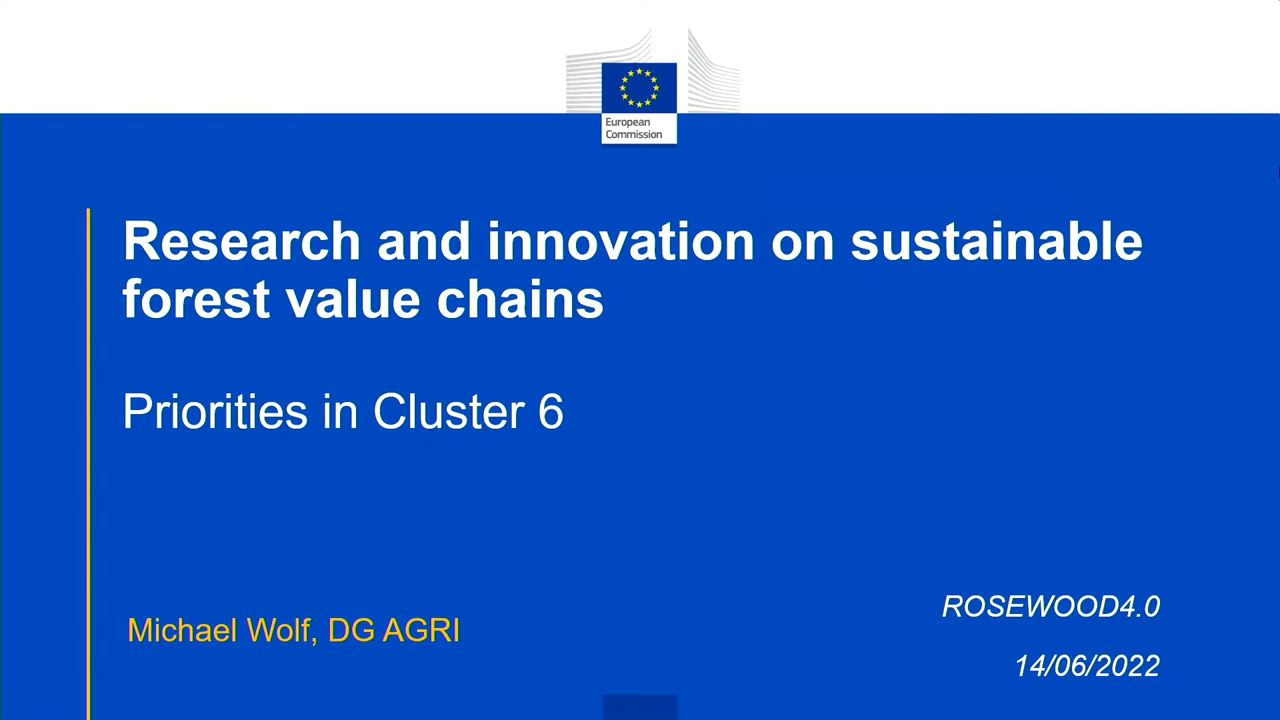 European
Commission
Research and innovation on sustainable
forest value chains
Priorities in Cluster 6
Michael Wolf, DG AGRI
ROSEWOOD4.0
14/06/2022